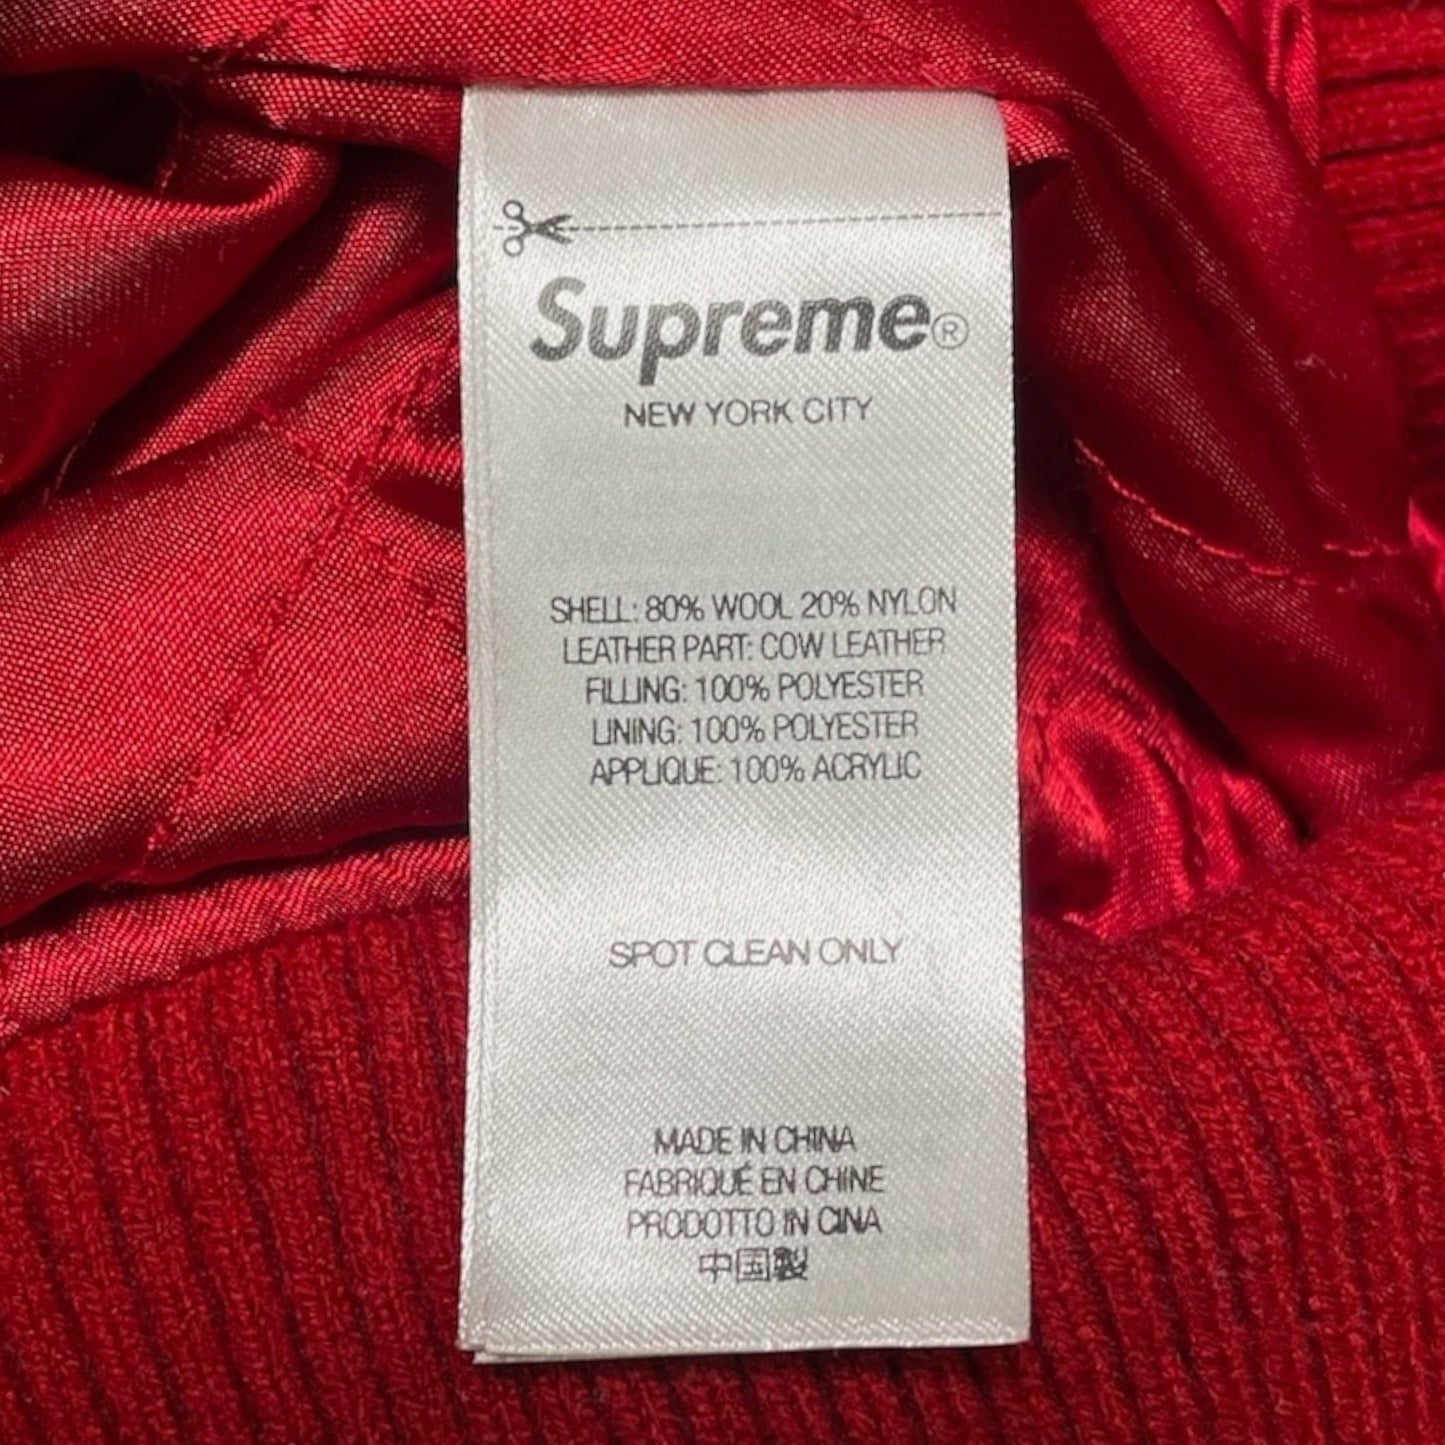 Supreme®
NEW YORK CITY
SHELL: 80% WOOL 20% NYLON
LEATHER PART: COW LEATHER
FILLING: 100% POLYESTER
LINING: 100% POLYESTER
APPLIQUE: 100% ACRYLIC
SPOT CLEAN ONLY
MADE IN CHINA
FABRIQUÉ EN CHINE
PRODOTTO IN CINA
中国製